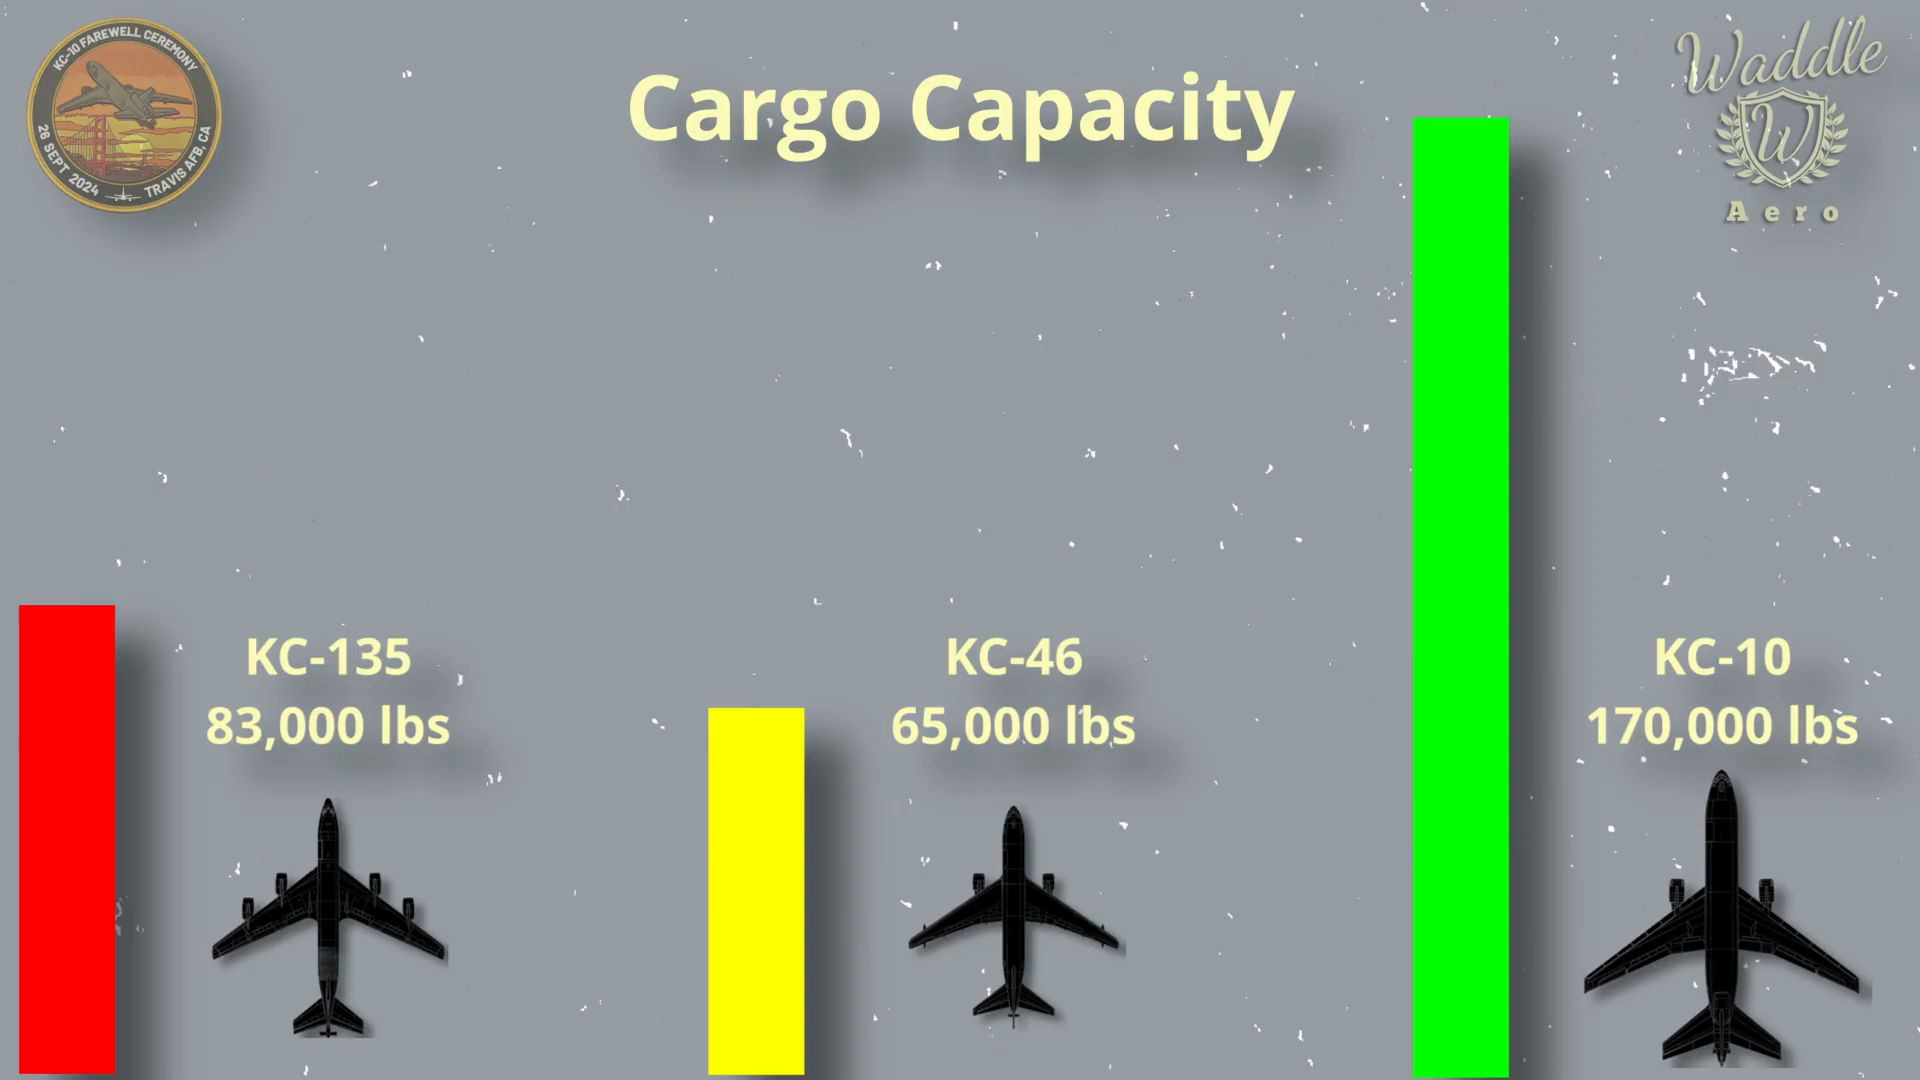 KC-10 FAREWELL CEREMONY
26 SEPT 2024
TRAVIS AFB, CA
Cargo Capacity
Waddle
W
Aero
KC-135
83,000 lbs
KC-46
65,000 lbs
KC-10
170,000 lbs